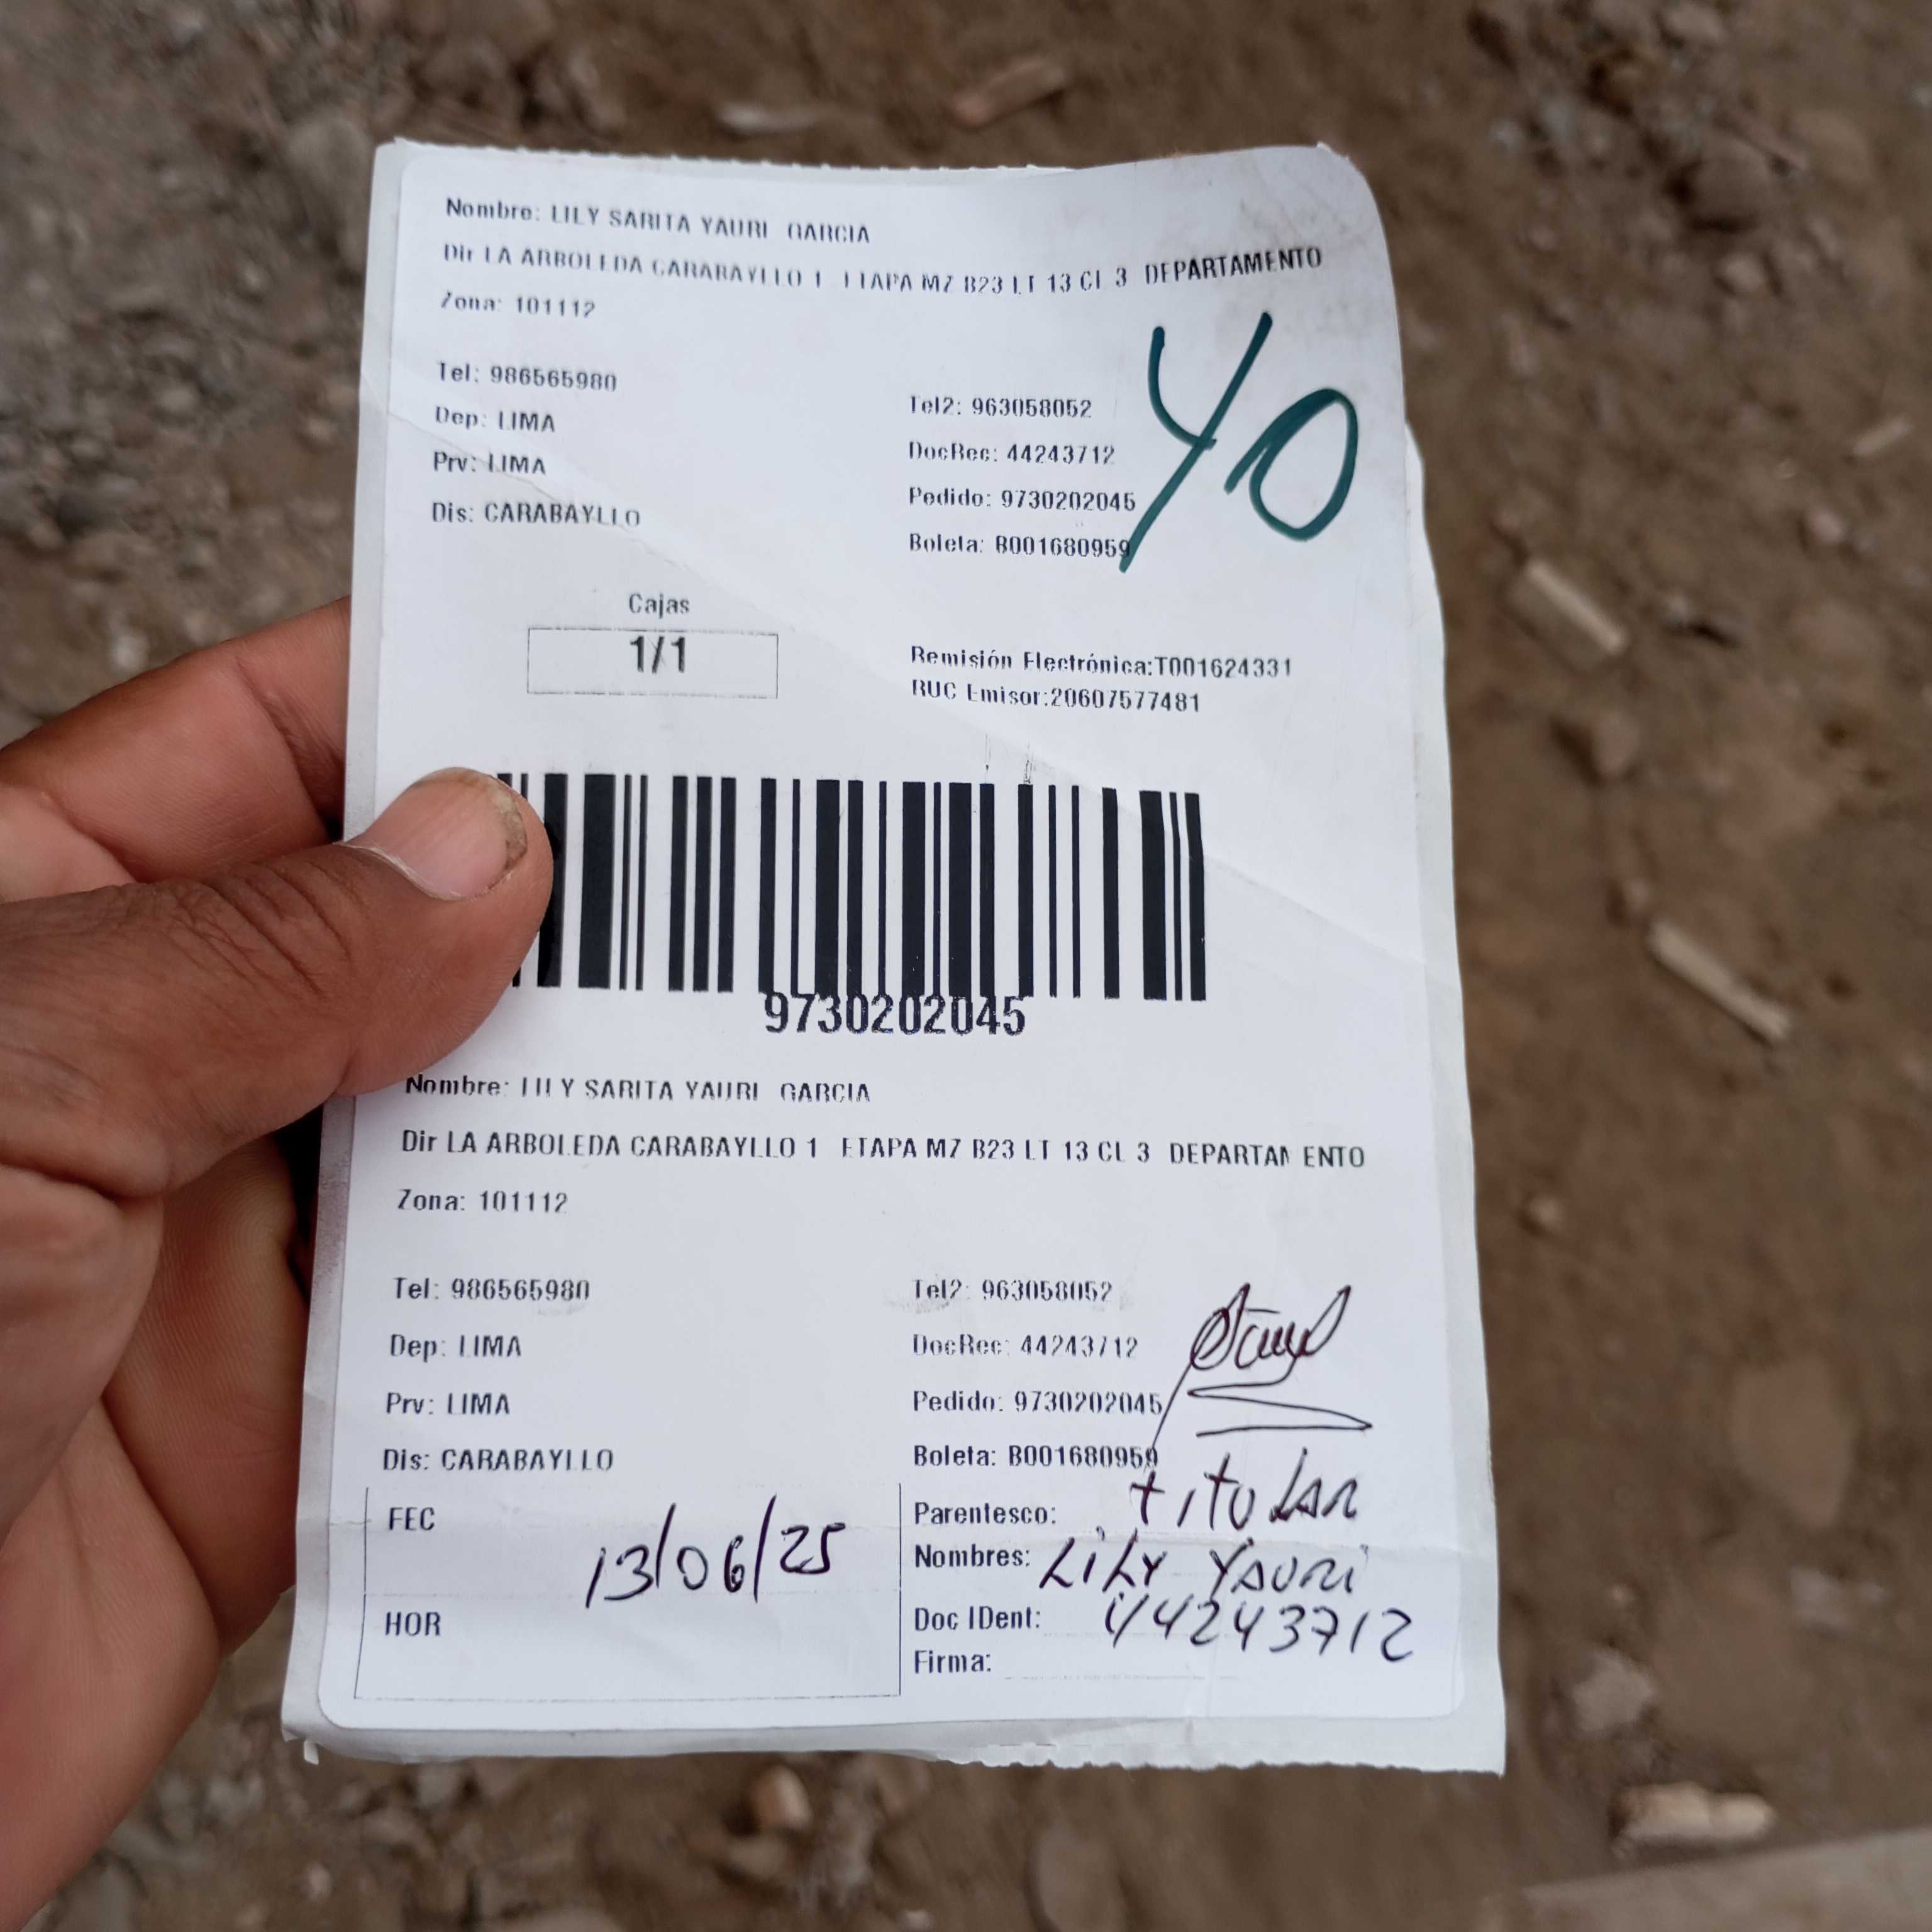 Nombre: LILY SARITA YAURI GARCIA
Dir LA ARBOLEDA CARABAYLLO 1 ETAPA MZ B23 LT 13 CL 3 DEPARTAMENTO
Zona: 101112
40
Tel: 986565980
Tel2: 963058052
Dep: LIMA
DocRec: 44243712
Prv: LIMA
Pedido: 9730202045
Dis: CARABAYLLO
Boleta: B001680959
Cajas
1/1
Remisión Electrónica:T001624331
RUC Emisor:20607577481
9730202045
Nombre: LILY SARITA YAURI GARCIA
Dir LA ARBOLEDA CARABAYLLO 1 ETAPA MZ B23 LT 13 CL 3 DEPARTAMENTO
Zona: 101112
Tel: 986565980
Tel2: 963058052
Dep: LIMA
DocRec: 44243712
Prv: LIMA
Pedido: 9730202045
Dis: CARABAYLLO
Boleta: B001680959
FEC 13/06/25
Parentesco: titular
Nombres: Lily Yauri
HOR
Doc IDent: 44243712
Firma: